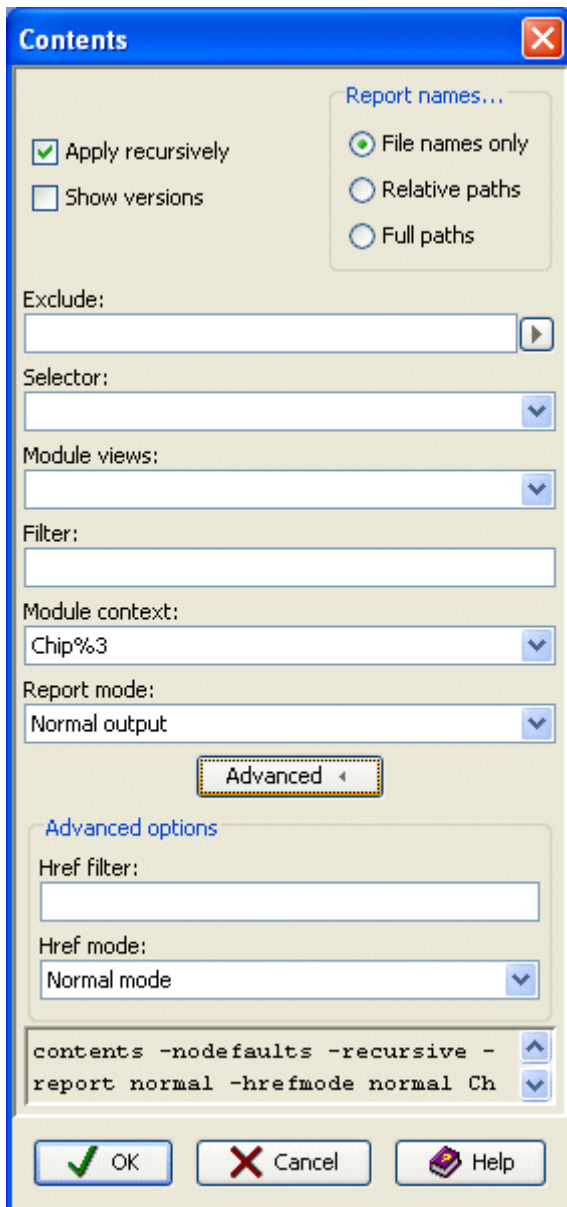 Contents
Report names...
Apply recursively
File names only
Show versions
Relative paths
Full paths
Exclude:
Selector:
Module views:
Filter:
Module context:
Chip%3
Report mode:
Normal output
Advanced
Advanced options
Href filter:
Href mode:
Normal mode
contents -nodefaults -recursive -
report normal -hrefmode normal Ch
OK Cancel Help